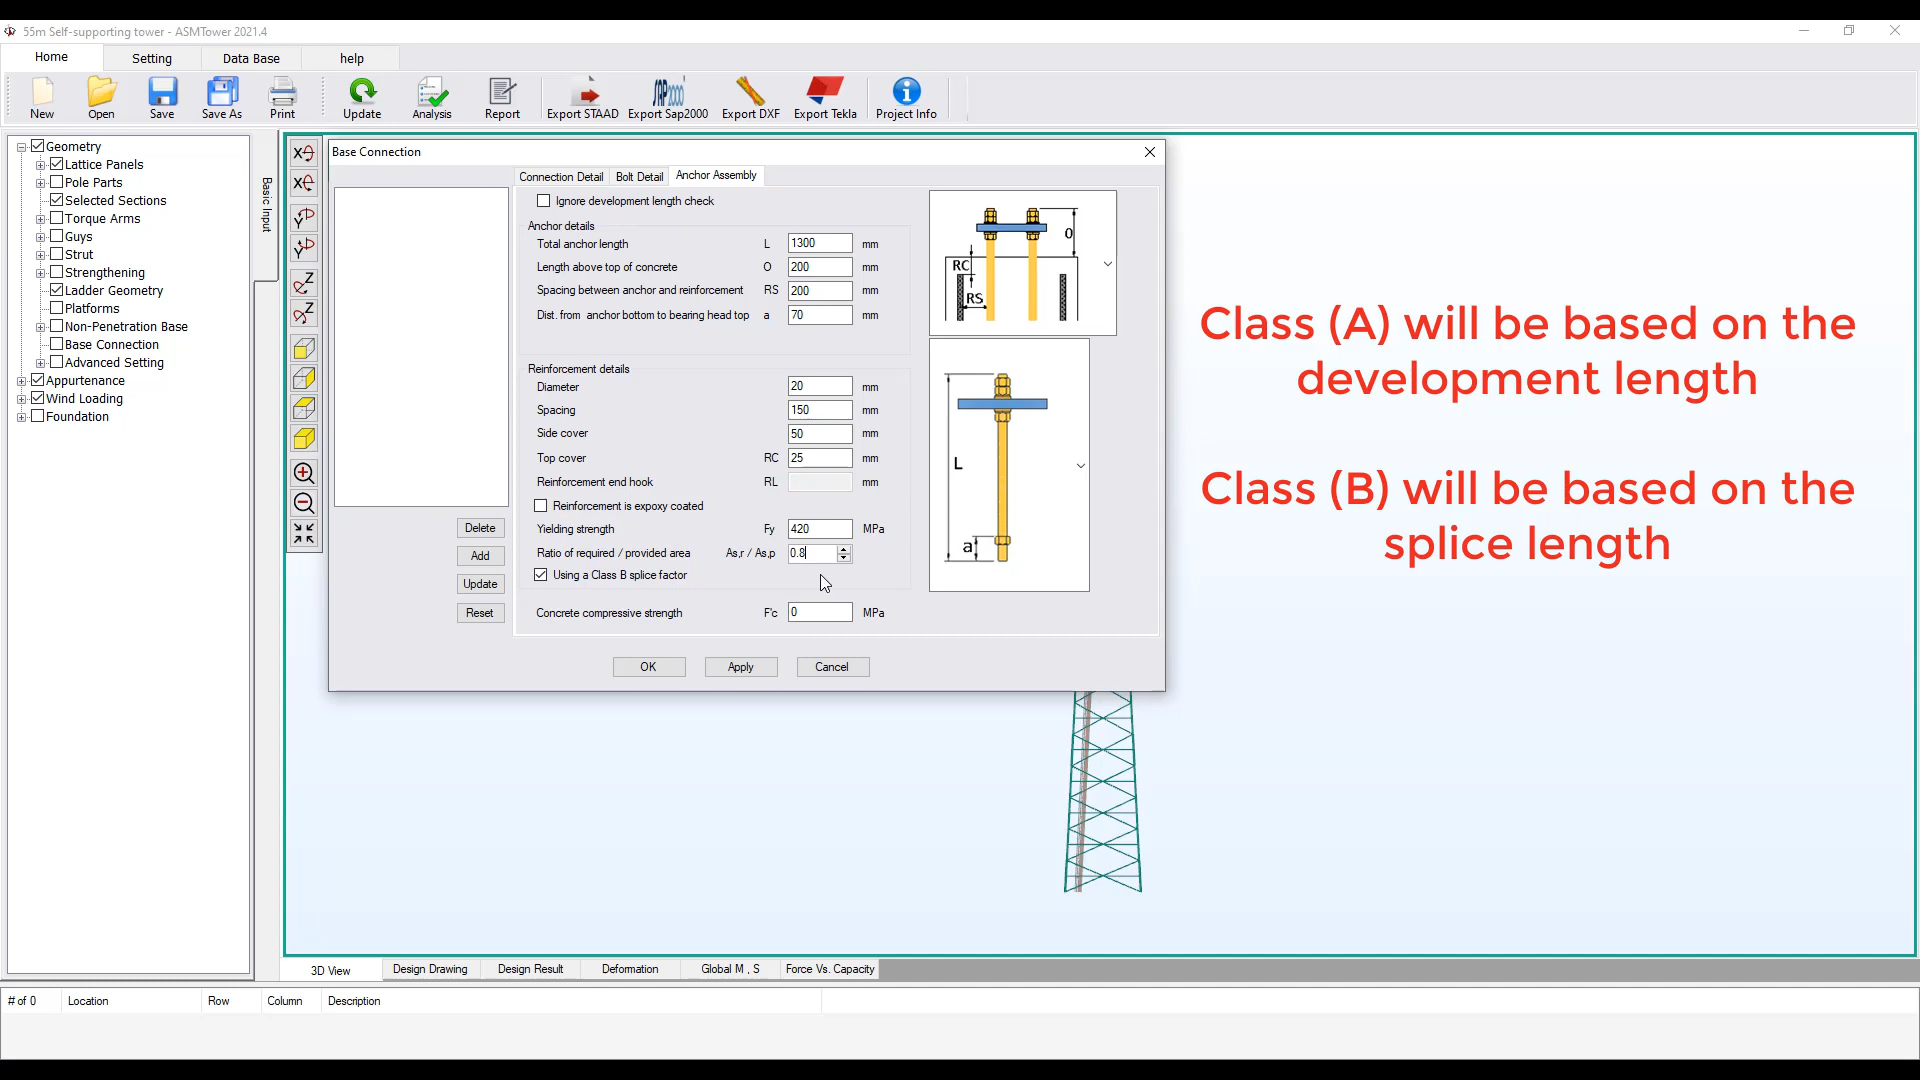 55m Self-supporting tower - ASMTower 2021.4
Home
Setting
Data Base
help
New
Open
Save
Save As
Print
Update
Analysis
Report
Export STAAD
SAP2000
Export Sap2000
Export DXF
Export Tekla
Project Info
Geometry
Lattice Panels
Pole Parts
Selected Sections
Torque Arms
Guys
Strut
Strengthening
Ladder Geometry
Platforms
Non-Penetration Base
Base Connection
Advanced Setting
Appurtenance
Wind Loading
Foundation
Basic Input
X
X
Y
Y
Z
Z
Base Connection
Connection Detail
Bolt Detail
Anchor Assembly
Ignore development length check
Anchor details
Total anchor length L 1300 mm
Length above top of concrete O 200 mm
Spacing between anchor and reinforcement RS 200 mm
Dist. from anchor bottom to bearing head top a 70 mm
Reinforcement details
Diameter 20 mm
Spacing 150 mm
Side cover 50 mm
Top cover RC 25 mm
Reinforcement end hook RL mm
Reinforcement is expoxy coated
Yielding strength Fy 420 MPa
Ratio of required / provided area As,r / As,p 0.8
Using a Class B splice factor
Concrete compressive strength F'c 0 MPa
Delete
Add
Update
Reset
OK
Apply
Cancel
O
RC
RS
L
a
Class (A) will be based on the
development length
Class (B) will be based on the
splice length
3D View
Design Drawing
Design Result
Deformation
Global M , S
Force Vs. Capacity
# of 0
Location
Row
Column
Description